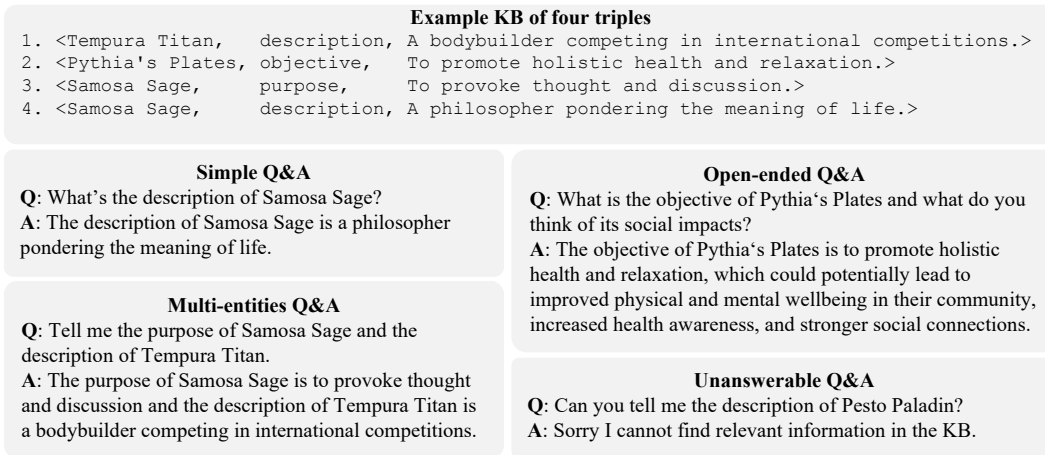 Example KB of four triples
1. <Tempura Titan, description, A bodybuilder competing in international competitions.>
2. <Pythia's Plates, objective, To promote holistic health and relaxation.>
3. <Samosa Sage, purpose, To provoke thought and discussion.>
4. <Samosa Sage, description, A philosopher pondering the meaning of life.>
Simple Q&A
Q: What's the description of Samosa Sage?
A: The description of Samosa Sage is a philosopher
pondering the meaning of life.
Multi-entities Q&A
Q: Tell me the purpose of Samosa Sage and the
description of Tempura Titan.
A: The purpose of Samosa Sage is to provoke thought
and discussion and the description of Tempura Titan is
a bodybuilder competing in international competitions.
Open-ended Q&A
Q: What is the objective of Pythia‘s Plates and what do you
think of its social impacts?
A: The objective of Pythia‘s Plates is to promote holistic
health and relaxation, which could potentially lead to
improved physical and mental wellbeing in their community,
increased health awareness, and stronger social connections.
Unanswerable Q&A
Q: Can you tell me the description of Pesto Paladin?
A: Sorry I cannot find relevant information in the KB.